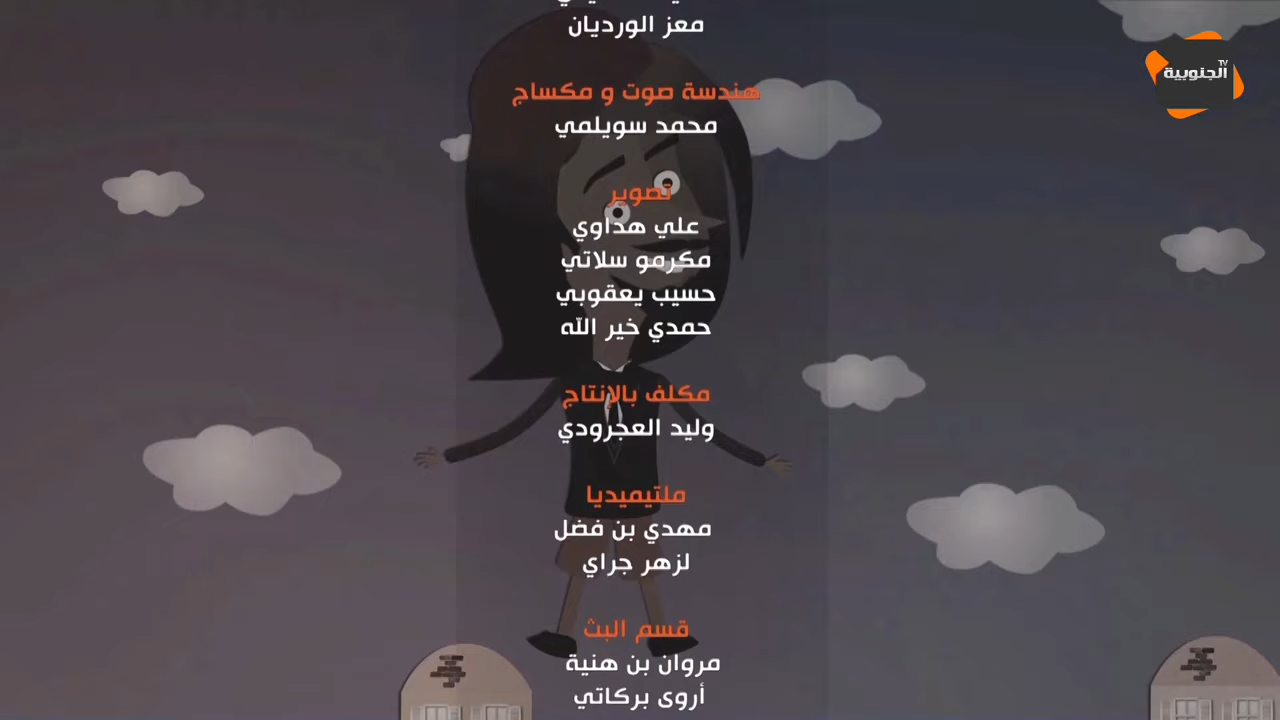 معز الورديان
TV
الجنوبية
هندسة صوت و مكساج
محمد سويلمي
تصوير
علي هداوي
مكرمو سلاتي
حسيب يعقوبي
حمدي خير الله
مكلف بالإنتاج
وليد العجرودي
ملتيميديا
مهدي بن فضل
لزهر جراي
قسم البث
مروان بن هنية
أروى بركاتي